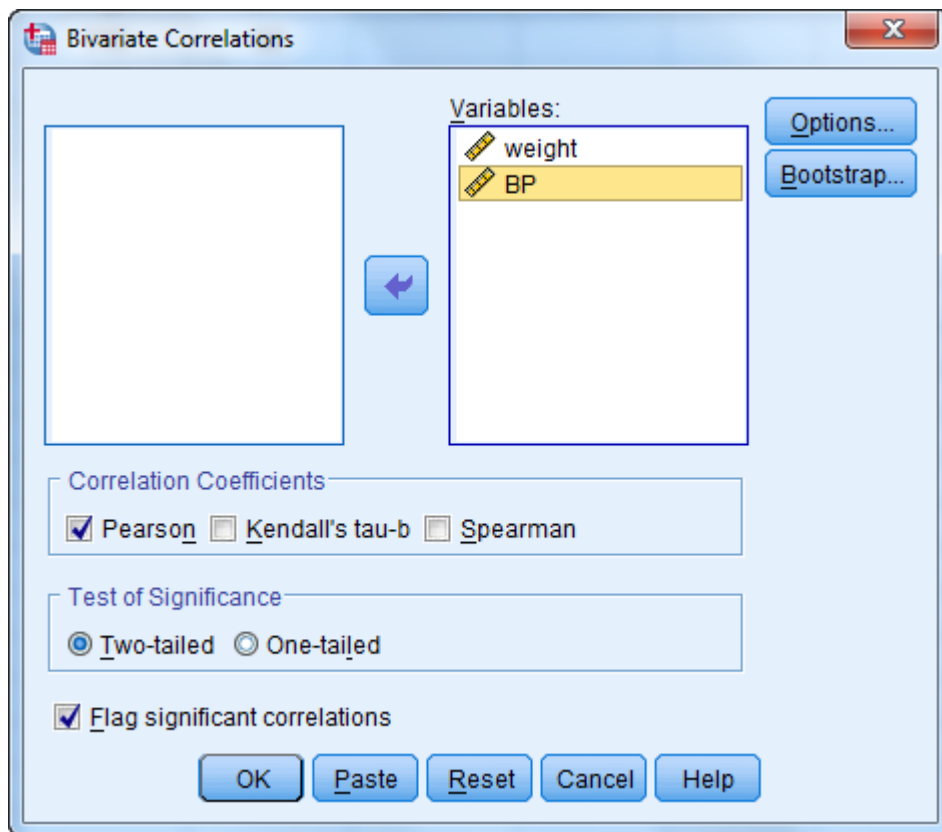 Bivariate Correlations
Variables:
weight
BP
Options...
Bootstrap...
Correlation Coefficients
Pearson Kendall's tau-b Spearman
Test of Significance
Two-tailed One-tailed
Flag significant correlations
OK Paste Reset Cancel Help